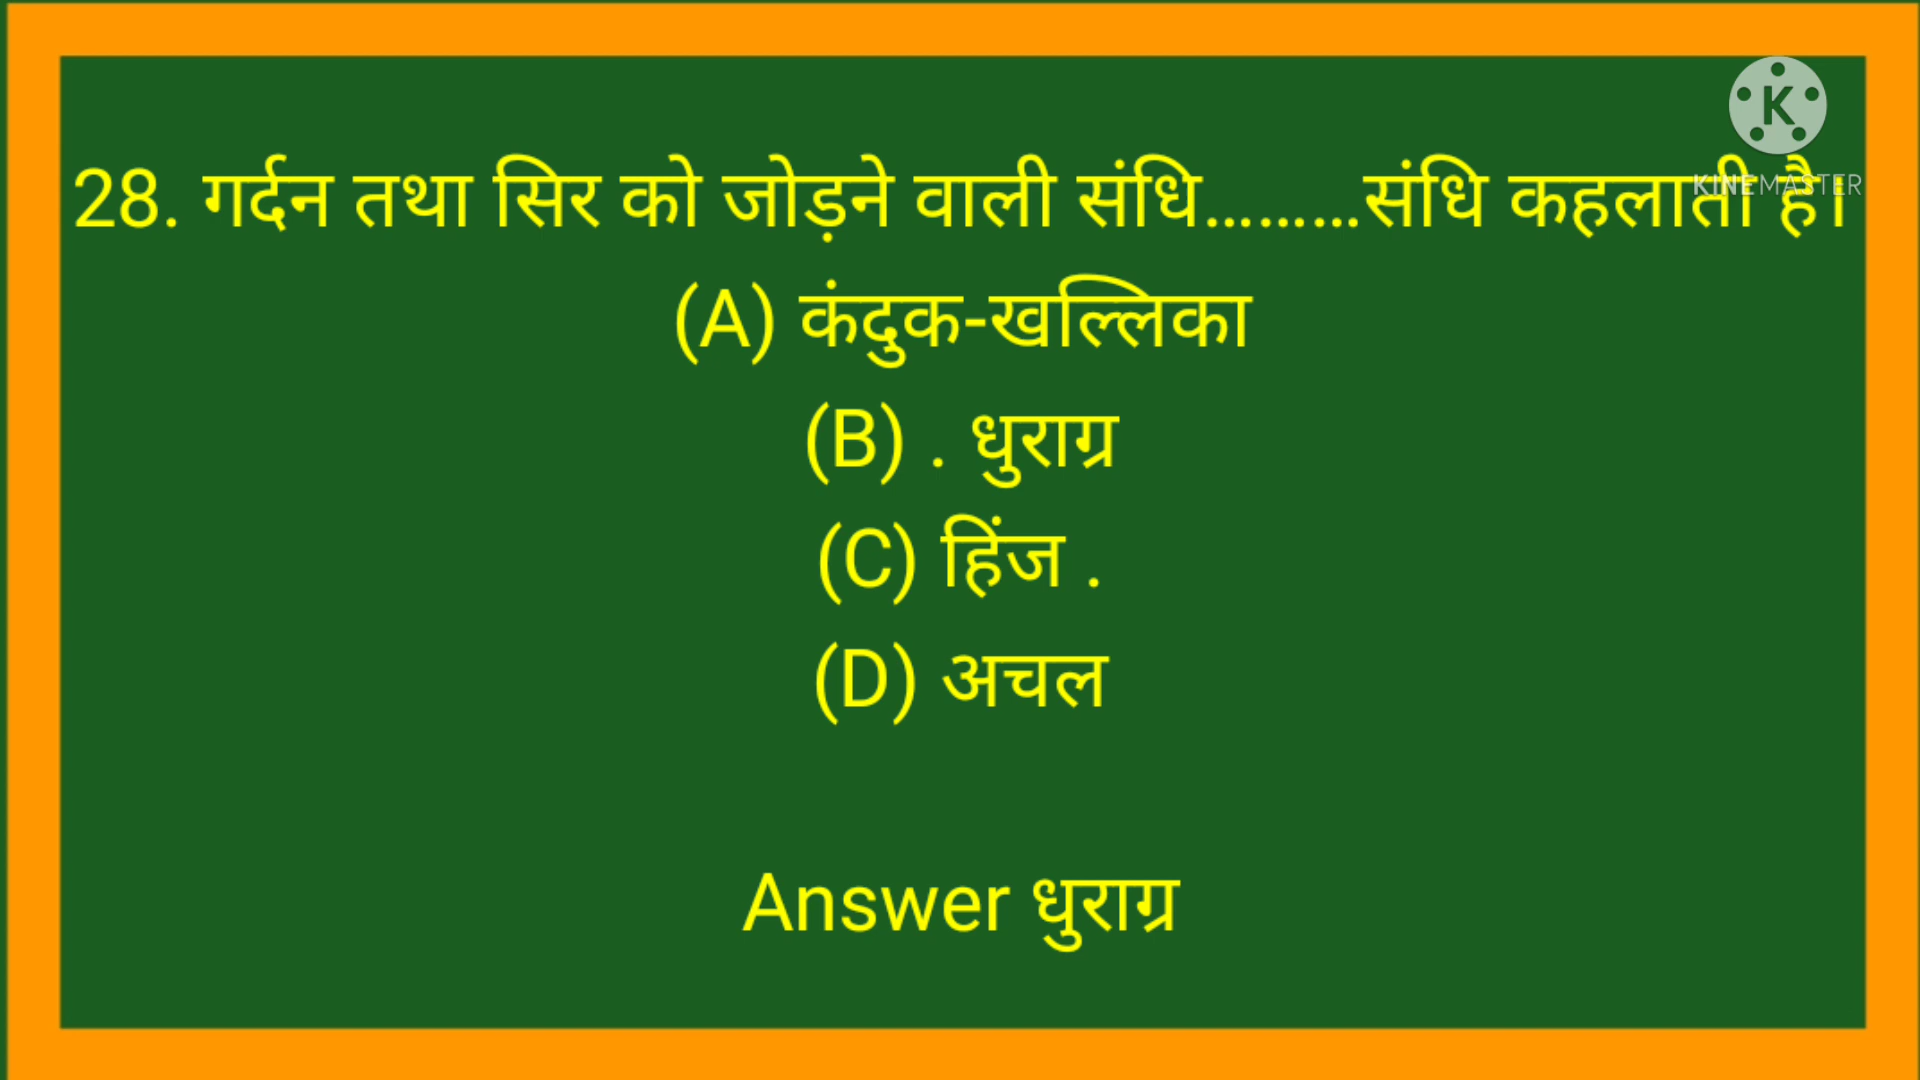 K
KINEMASTER
28. गर्दन तथा सिर को जोड़ने वाली संधि.........संधि कहलाती है।
(A) कंदुक-खल्लिका
(B) . धुराग्र
(C) हिंज .
(D) अचल
Answer धुराग्र